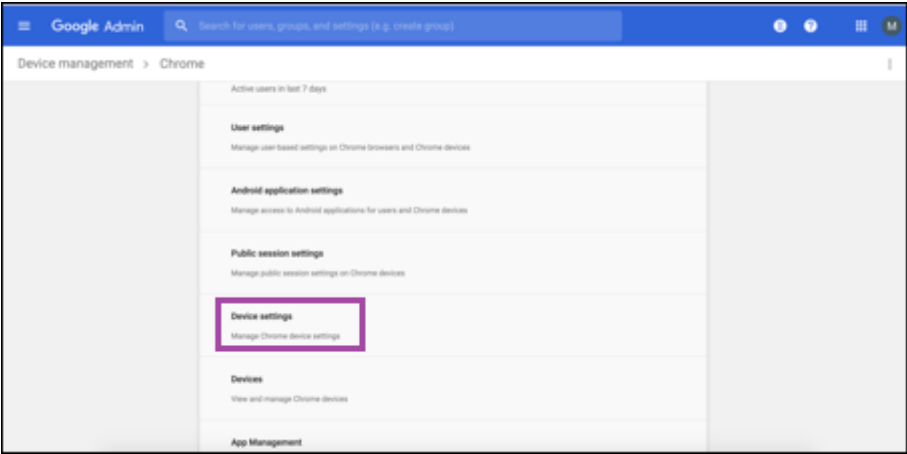 Google Admin
Search for users, groups, and settings (e.g. create group)
M
Device management > Chrome
Active users in last 7 days
User settings
Manage user-based settings on Chrome browsers and Chrome devices
Android application settings
Manage access to Android applications for users and Chrome devices
Public session settings
Manage public session settings on Chrome devices
Device settings
Manage Chrome device settings
Devices
View and manage Chrome devices
App Management